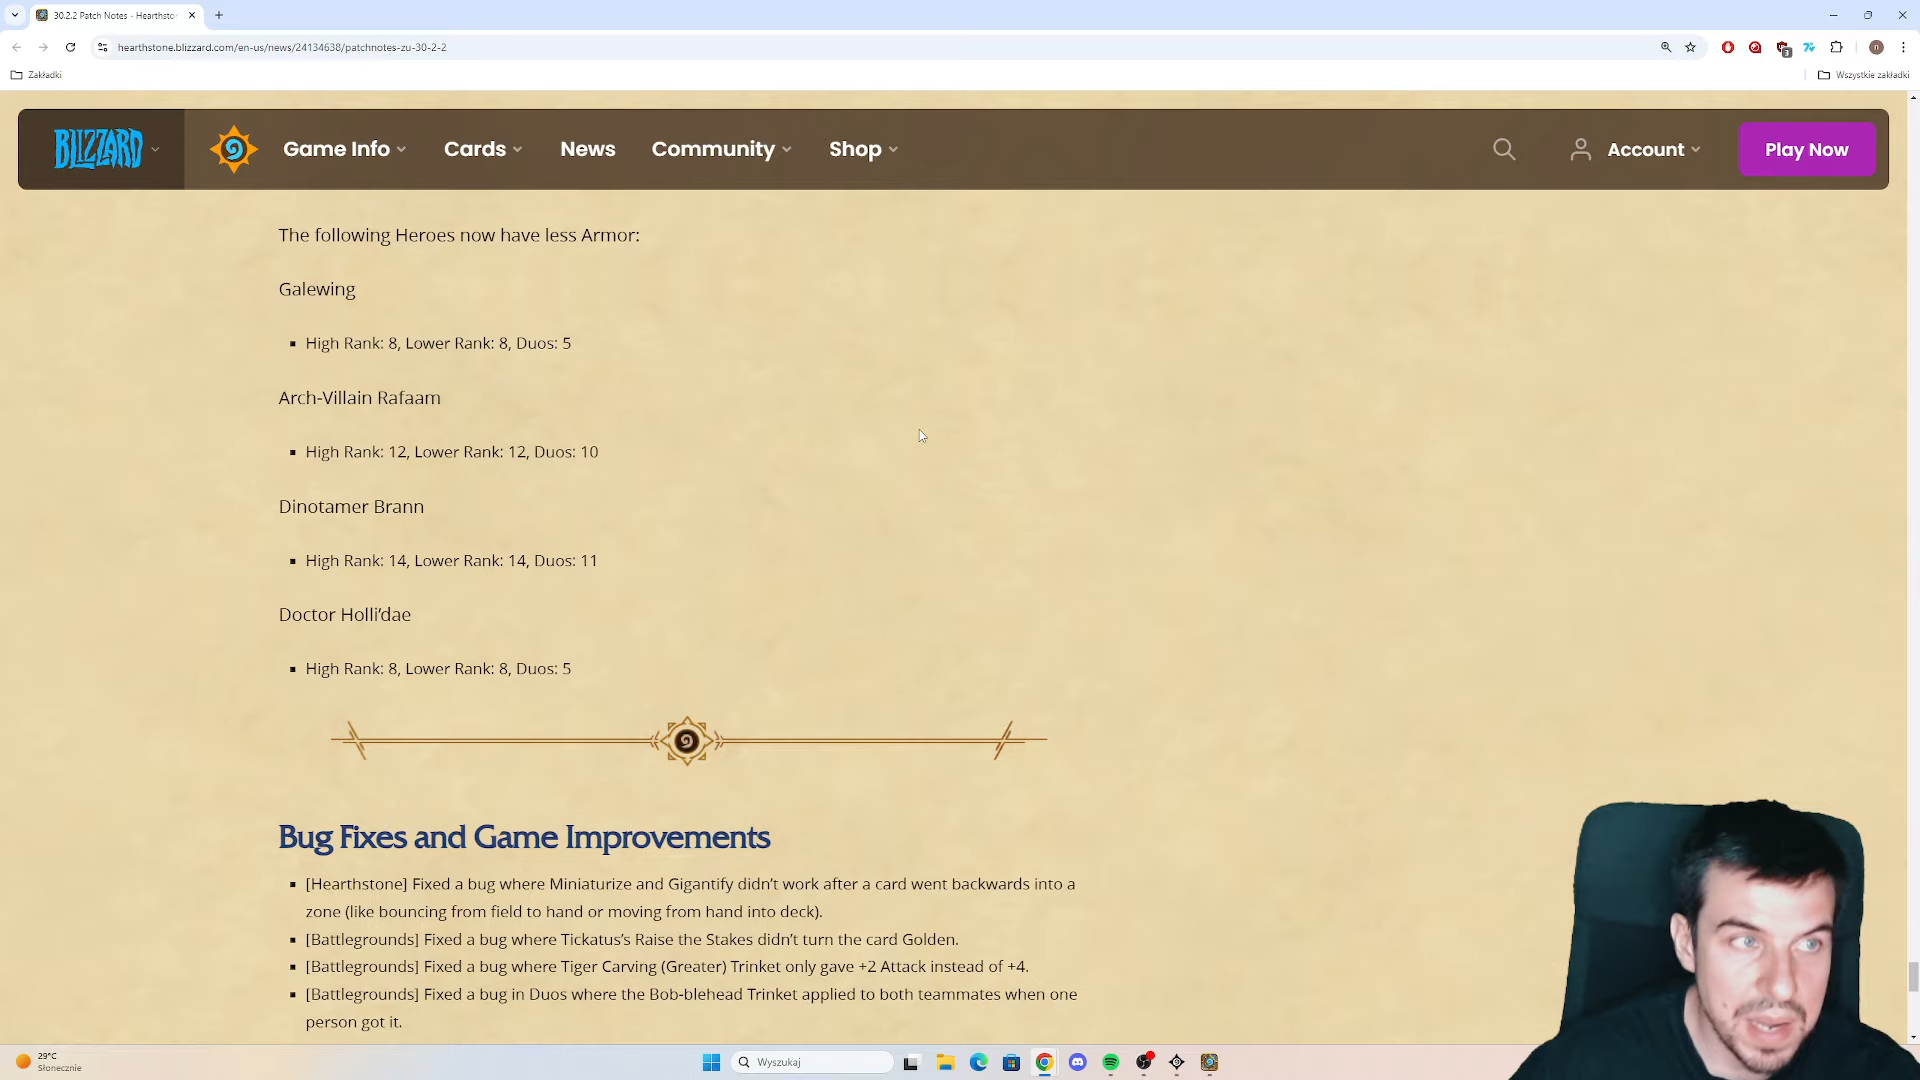 30.2.2 Patch Notes - Hearthsto
hearthstone.blizzard.com/en-us/news/24134638/patchnotes-zu-30-2-2
3
n
Zakładki
Wszystkie zakładki
BLIZZARD
Game Info
Cards
News
Community
Shop
Account
Play Now
The following Heroes now have less Armor:
Galewing
▪ High Rank: 8, Lower Rank: 8, Duos: 5
Arch-Villain Rafaam
▪ High Rank: 12, Lower Rank: 12, Duos: 10
Dinotamer Brann
▪ High Rank: 14, Lower Rank: 14, Duos: 11
Doctor Holli’dae
▪ High Rank: 8, Lower Rank: 8, Duos: 5
Bug Fixes and Game Improvements
▪ [Hearthstone] Fixed a bug where Miniaturize and Gigantify didn’t work after a card went backwards into a
zone (like bouncing from field to hand or moving from hand into deck).
▪ [Battlegrounds] Fixed a bug where Tickatus’s Raise the Stakes didn’t turn the card Golden.
▪ [Battlegrounds] Fixed a bug where Tiger Carving (Greater) Trinket only gave +2 Attack instead of +4.
▪ [Battlegrounds] Fixed a bug in Duos where the Bob-blehead Trinket applied to both teammates when one
person got it.
29°C
Słonecznie
Wyszukaj